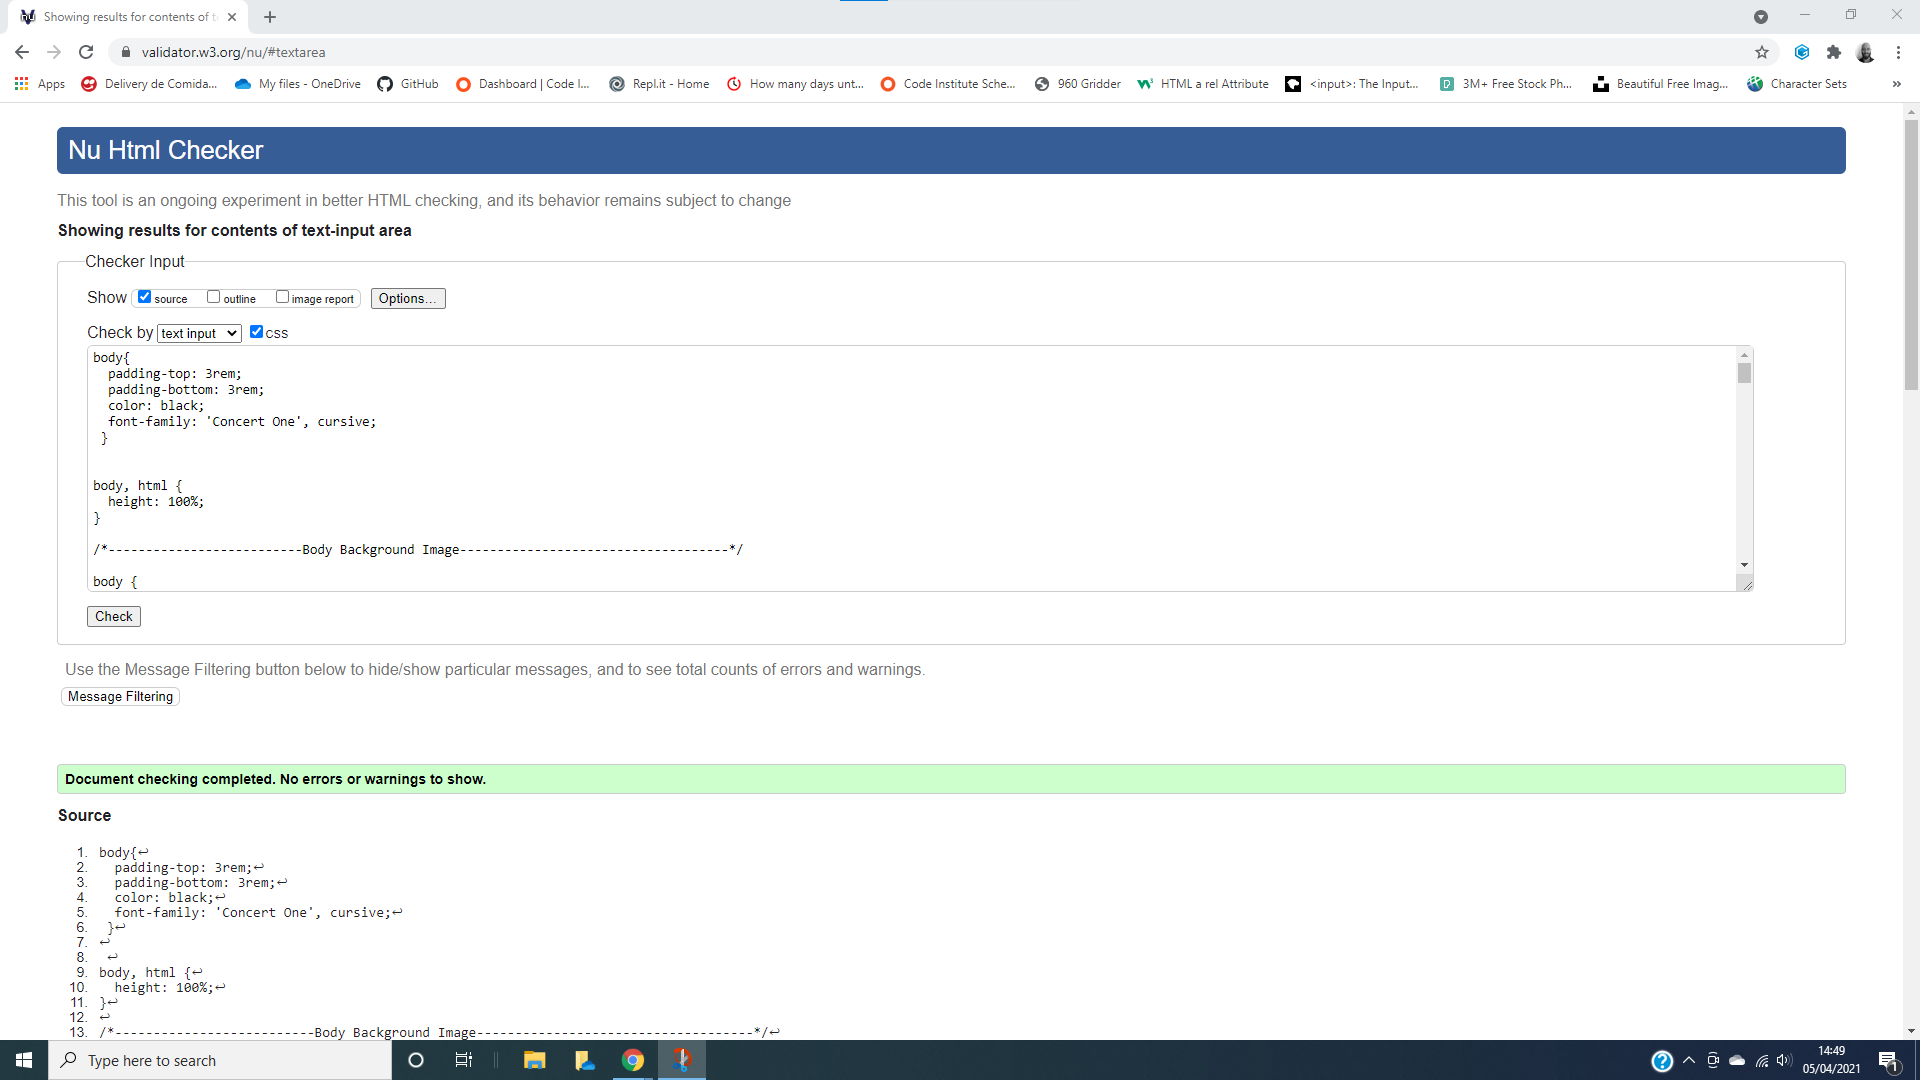 Showing results for contents of t
validator.w3.org/nu/#textarea
Apps
Delivery de Comida...
My files - OneDrive
GitHub
Dashboard | Code I...
Repl.it - Home
How many days unt...
Code Institute Sche...
960 Gridder
HTML a rel Attribute
<input>: The Input...
3M+ Free Stock Ph...
Beautiful Free Imag...
Character Sets
»
Nu Html Checker
This tool is an ongoing experiment in better HTML checking, and its behavior remains subject to change
Showing results for contents of text-input area
Checker Input
Show source outline image report Options...
Check by text input css
body{
padding-top: 3rem;
padding-bottom: 3rem;
color: black;
font-family: 'Concert One', cursive;
}
body, html {
height: 100%;
}
/*--------------------------Body Background Image------------------------------------*/
body {
Check
Use the Message Filtering button below to hide/show particular messages, and to see total counts of errors and warnings.
Message Filtering
Document checking completed. No errors or warnings to show.
Source
1. body{↩
2. padding-top: 3rem;↩
3. padding-bottom: 3rem;↩
4. color: black;↩
5. font-family: 'Concert One', cursive;↩
6. }↩
7. ↩
8. ↩
9. body, html {↩
10. height: 100%;↩
11. }↩
12. ↩
13. /*--------------------------Body Background Image------------------------------------*/↩
Type here to search
14:49
05/04/2021
1